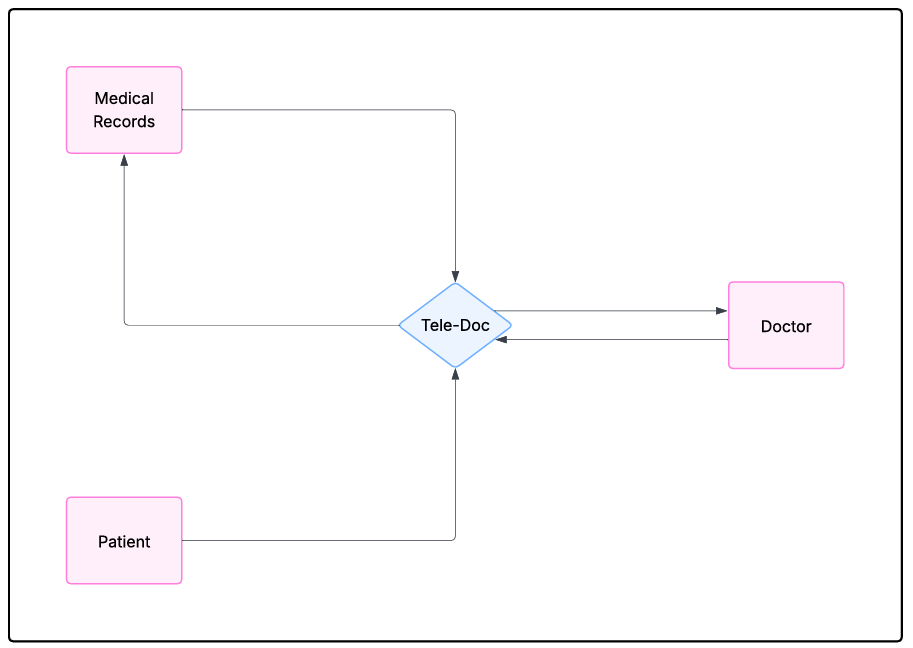 Medical
Records
Tele-Doc
Doctor
Patient